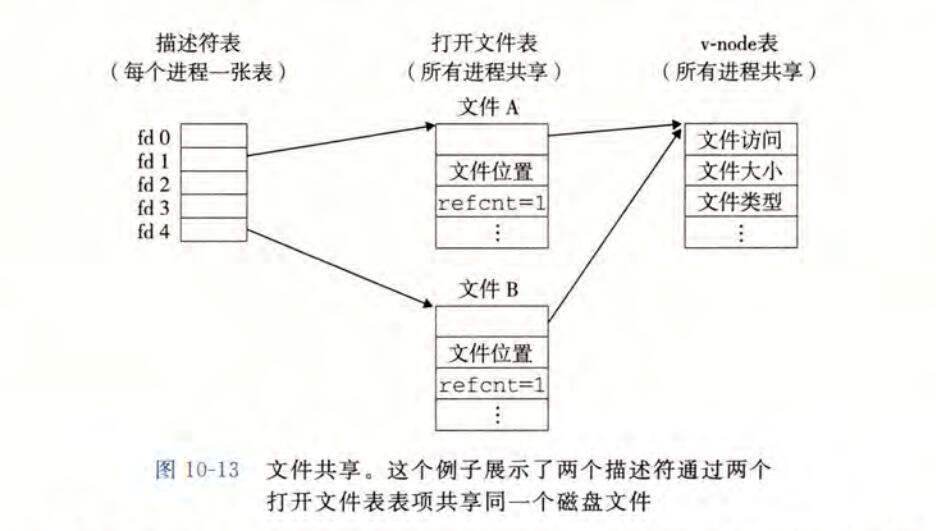 描述符表
（每个进程一张表）
打开文件表
（所有进程共享）
v-node表
（所有进程共享）
fd 0
fd 1
fd 2
fd 3
fd 4
文件 A
文件位置
refcnt=1
⋮
文件 B
文件位置
refcnt=1
⋮
文件访问
文件大小
文件类型
⋮
图 10-13 文件共享。这个例子展示了两个描述符通过两个
打开文件表表项共享同一个磁盘文件